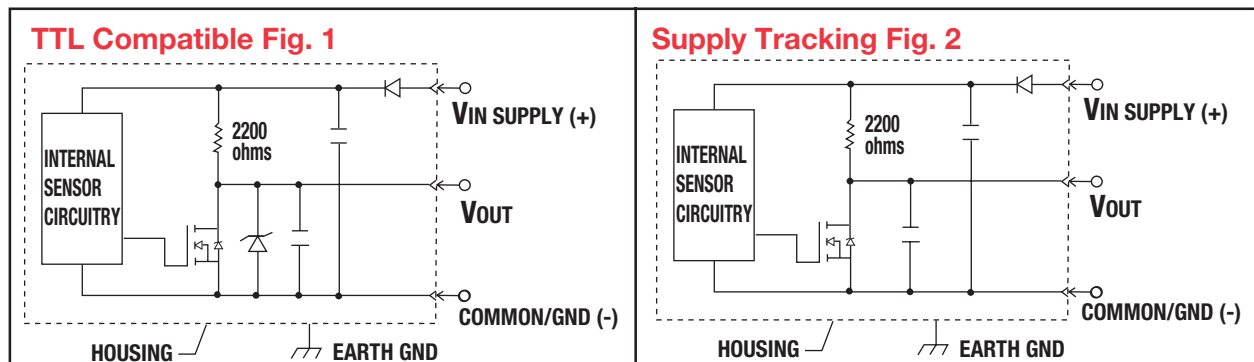 TTL Compatible Fig. 1
VIN SUPPLY (+)
2200
ohms
INTERNAL
SENSOR
CIRCUITRY
VOUT
COMMON/GND (-)
HOUSING
EARTH GND
Supply Tracking Fig. 2
VIN SUPPLY (+)
2200
ohms
INTERNAL
SENSOR
CIRCUITRY
VOUT
COMMON/GND (-)
HOUSING
EARTH GND